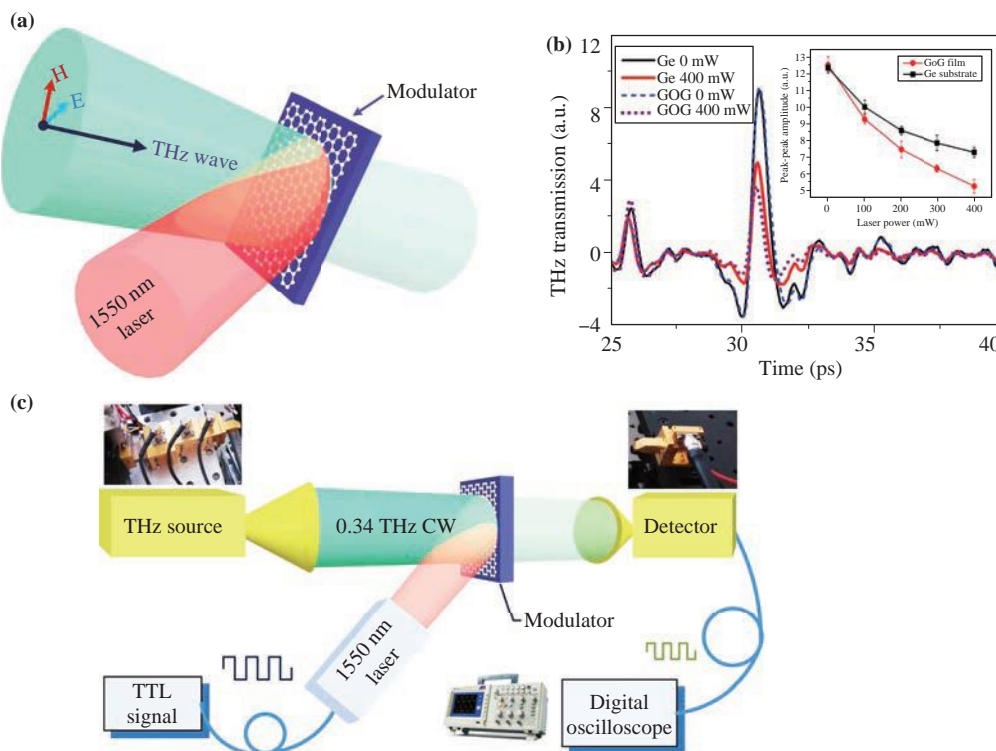 (a)
H
E
THz wave
Modulator
1550 nm
laser
(b)
12
8
4
0
−4
25
30
35
40
THz transmission (a.u.)
Time (ps)
Ge 0 mW
Ge 400 mW
GOG 0 mW
GOG 400 mW
13
12
11
10
9
8
7
6
5
0
100
200
300
400
Peak-peak amplitude (a.u.)
Laser power (mW)
GoG film
Ge substrate
(c)
THz source
0.34 THz CW
Detector
Modulator
1550 nm
laser
TTL
signal
Digital
oscilloscope